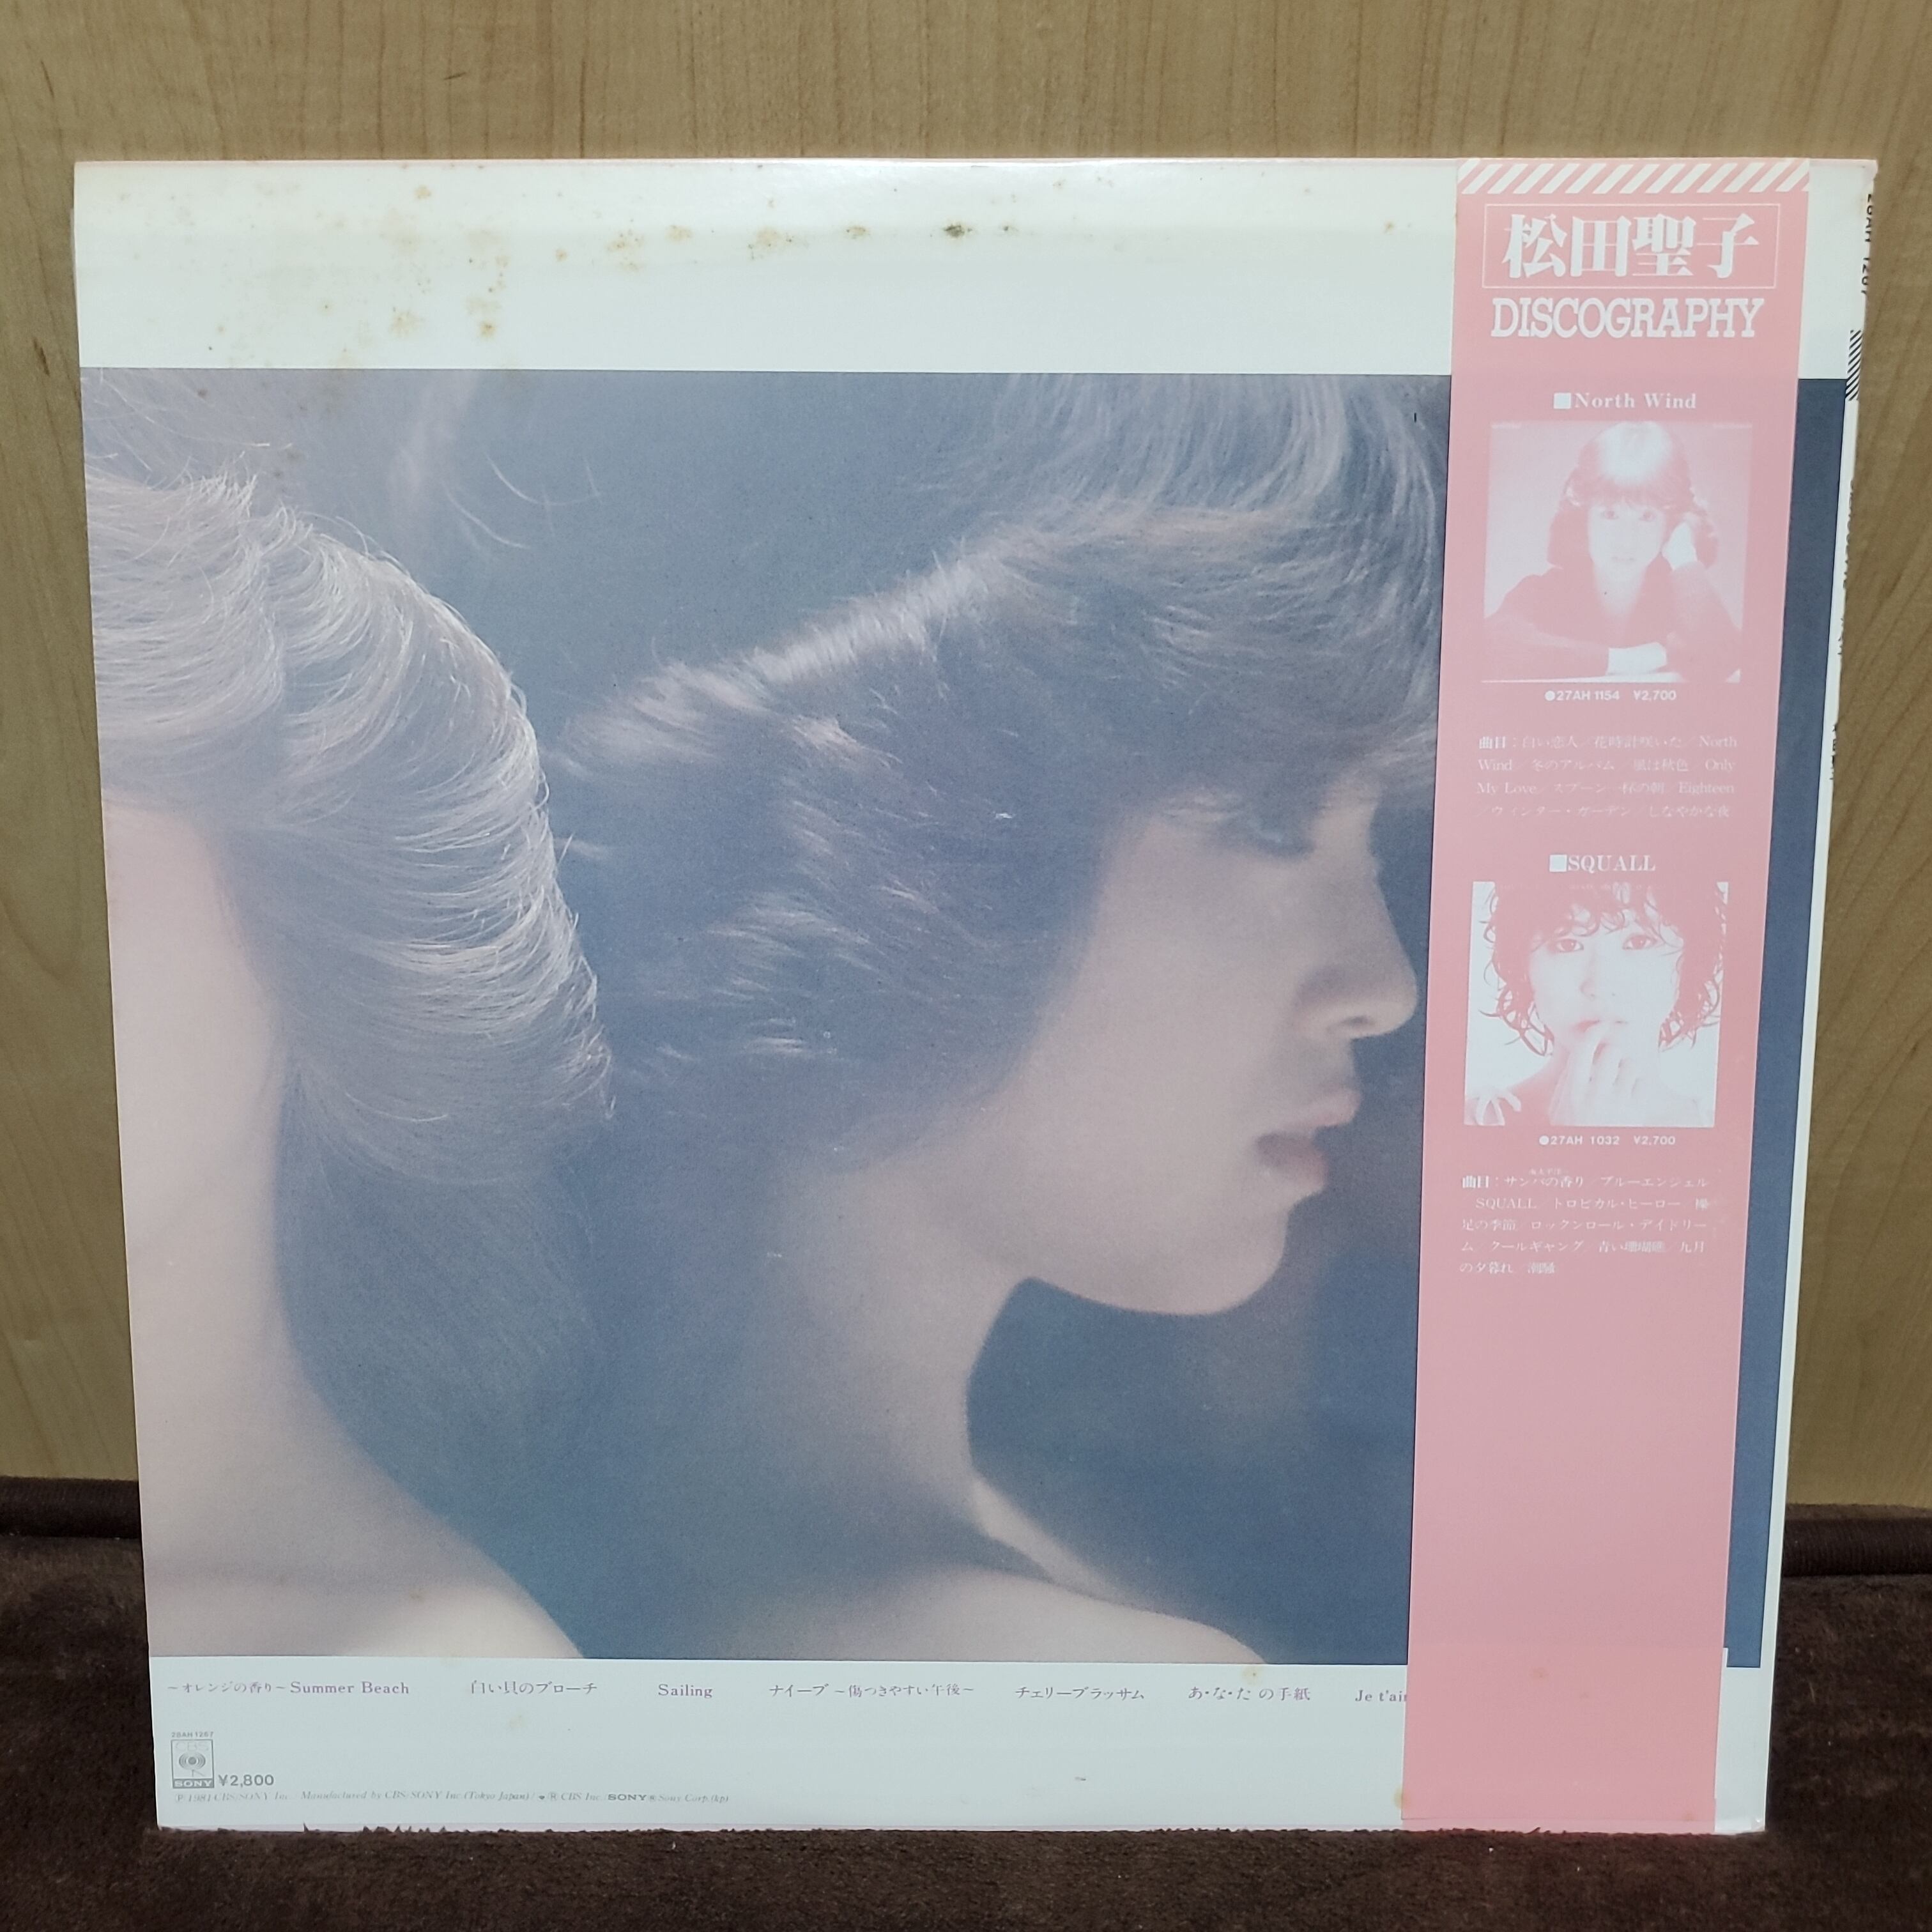 松田聖子
DISCOGRAPHY
■North Wind
●27AH 1154 ¥2,700
曲目：白い恋人／花時計咲いた／North
Wind／冬のアルバム／風は秋色／Only
My Love／スプーン一杯の朝／Eighteen
／ウィンター・ガーデン／しなやかな夜
■SQUALL
●27AH 1032 ¥2,700
曲目：サンバの香り／ブルーエンジェル
SQUALL／トロピカル・ヒーロー／裸
足の季節／ロックンロール・デイドリー
ム／クールギャング／青い珊瑚礁／九月
の夕暮れ／潮騒
～オレンジの香り～Summer Beach 白い貝のブローチ Sailing ナイーブ ～傷つきやすい午後～ チェリーブラッサム あ・な・た の手紙 Je t'ai
28AH1267
CBS
SONY ¥2,800
Ⓟ1981 CBS/SONY Inc. Manufactured by CBS/SONY Inc.(Tokyo Japan)/ CBS Inc. SONY Sony Corp.(kp)
28AH 1267